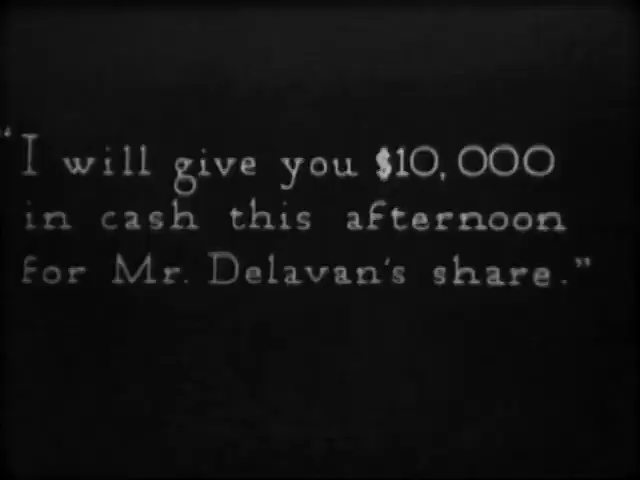 "I will give you $10,000
in cash this afternoon
for Mr. Delavan's share."